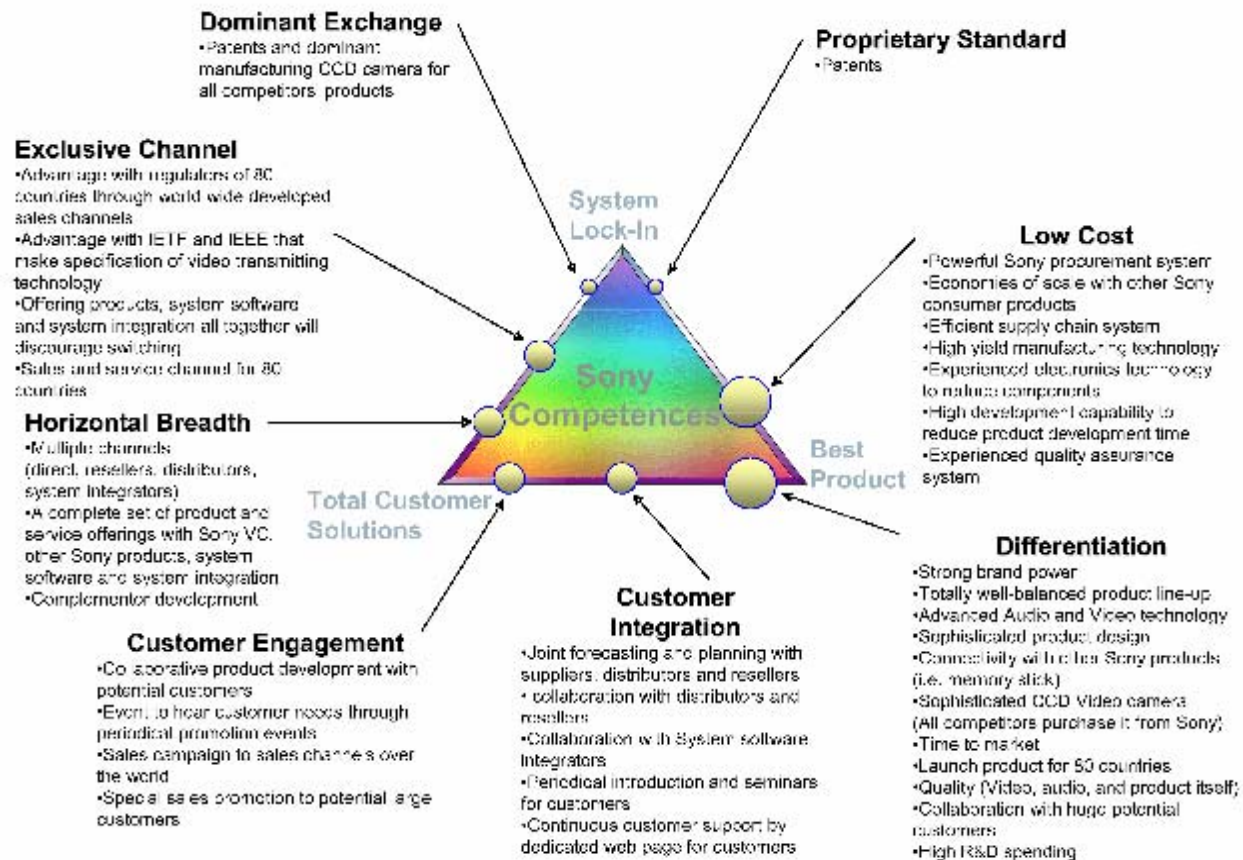 Dominant Exchange
•Patents and dominant
manufacturing CCD camera for
all competitors products
Proprietary Standard
•Patents
Exclusive Channel
•Advantage with regulators of 80
countries through world wide developed
sales channels
•Advantage with IETF and IEEE that
make specification of video transmitting
technology
•Offering products, system software
and system integration all together will
discourage switching
•Sales and service channel for 80
countries
System
Lock-In
Low Cost
•Powerful Sony procurement system
•Economies of scale with other Sony
consumer products
•Efficient supply chain system
•High yield manufacturing technology
•Experienced electronics technology
to reduce components
•High development capability to
reduce product development time
•Experienced quality assurance
system
Sony
Competences
Horizontal Breadth
•Multiple channels
(direct, resellers, distributors,
system integrators)
•A complete set of product and
service offerings with Sony VC,
other Sony products, system
software and system integration
•Complementor development
Best
Product
Total Customer
Solutions
Customer Engagement
•Collaborative product development with
potential customers
•Event to hear customer needs through
periodical promotion events
•Sales campaign to sales channels over
the world
•Special sales promotion to potential large
customers
Customer
Integration
•Joint forecasting and planning with
suppliers, distributors and resellers
•collaboration with distributors and
resellers
•Collaboration with System software
Integrators
•Periodical introduction and seminars
for customers
•Continuous customer support by
dedicated web page for customers
Differentiation
•Strong brand power
•Totally well-balanced product line-up
•Advanced Audio and Video technology
•Sophisticated product design
•Connectivity with other Sony products
(i.e. memory stick)
•Sophisticated CCD Video camera
(All competitors purchase it from Sony)
•Time to market
•Launch product for 80 countries
•Quality (Video, audio, and product itself)
•Collaboration with huge potential
customers
•High R&D spending